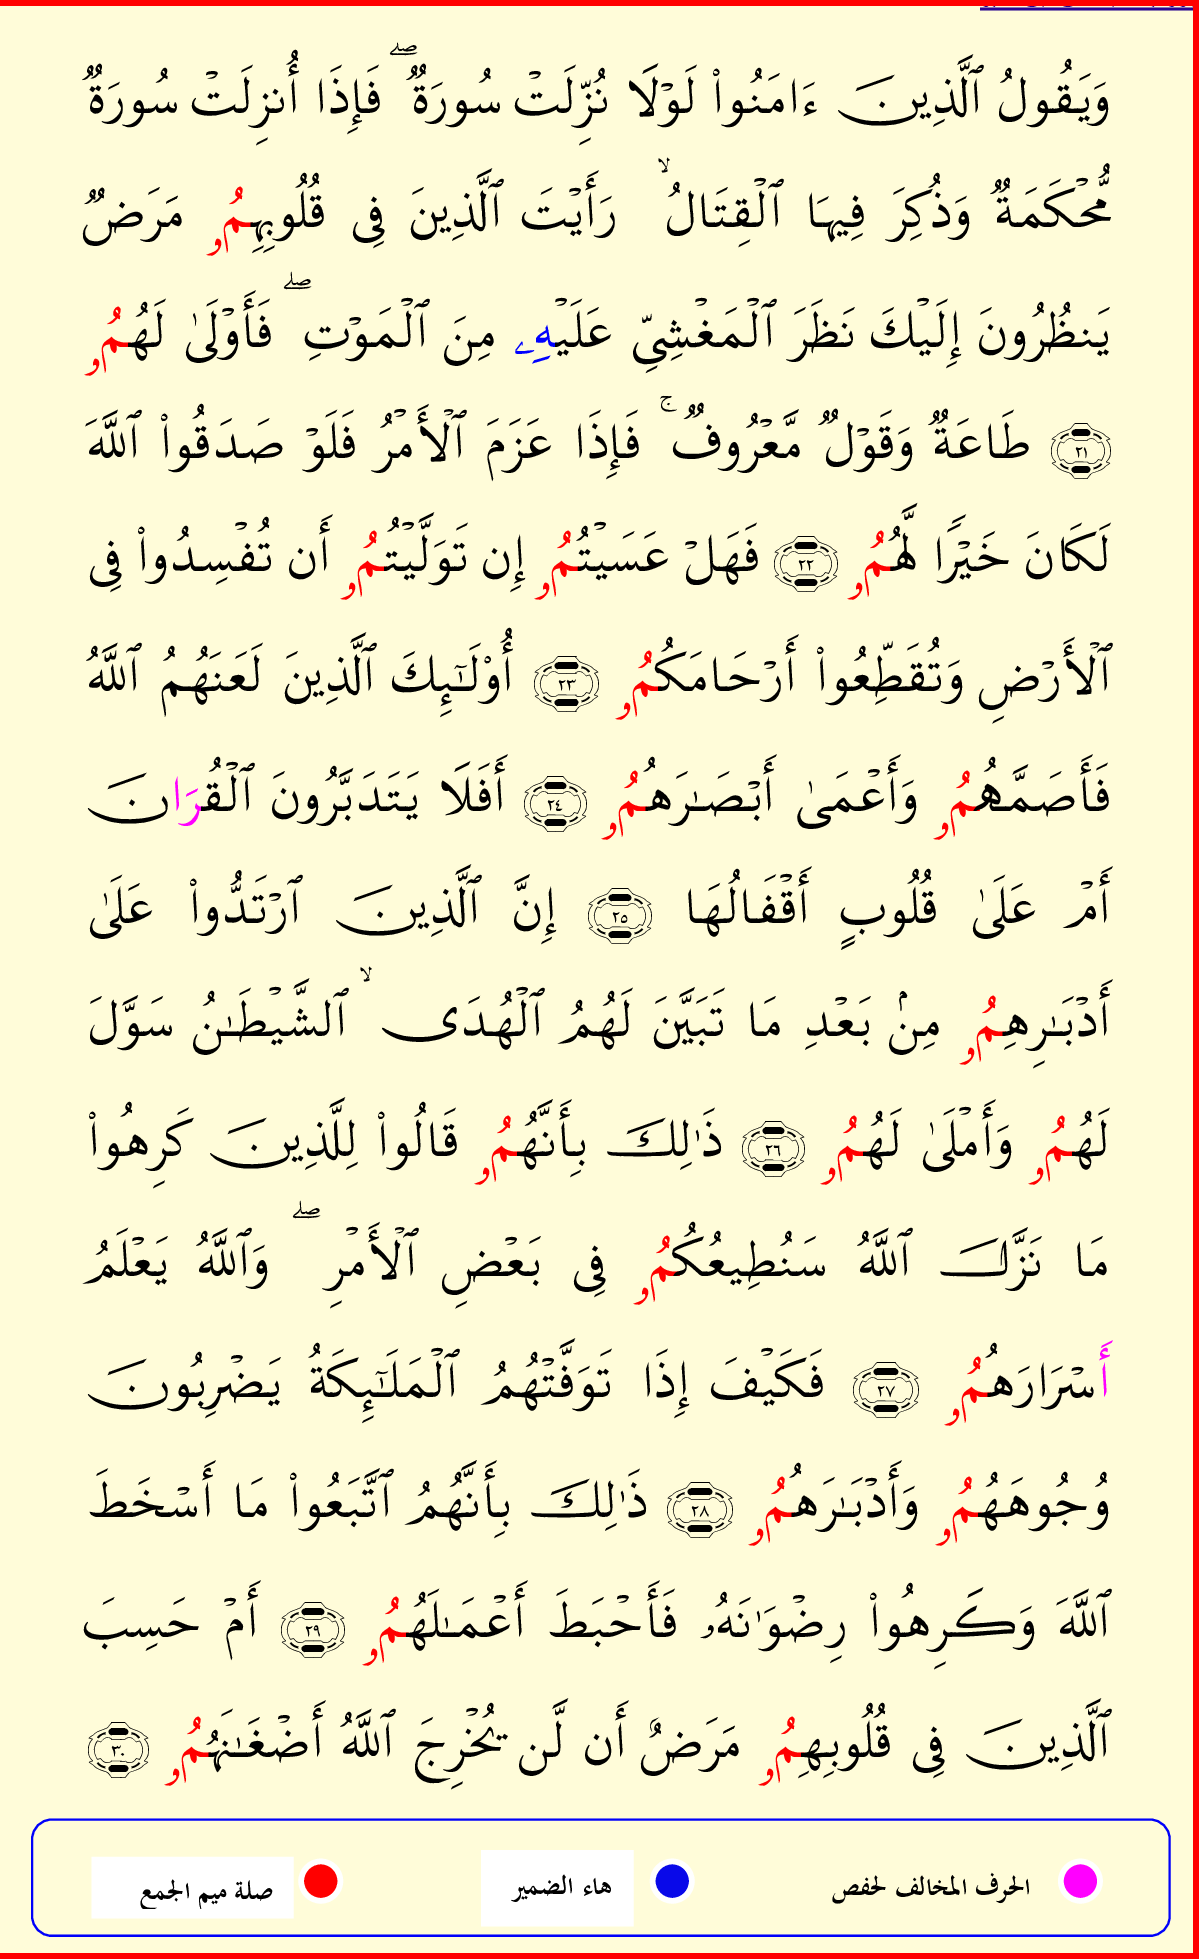 وَيَقُولُ ٱلَّذِينَ ءَامَنُوا۟ لَوْلَا نُزِّلَتْ سُورَةٌ ۖ فَإِذَا أُنزِلَتْ سُورَةٌ
مُّحْكَمَةٌ وَذُكِرَ فِيهَا ٱلْقِتَالُ ۙ رَأَيْتَ ٱلَّذِينَ فِى قُلُوبِهِمُۥ مَرَضٌ
يَنظُرُونَ إِلَيْكَ نَظَرَ ٱلْمَغْشِىِّ عَلَيْهِۦ مِنَ ٱلْمَوْتِ ۖ فَأَوْلَىٰ لَهُمُۥ
٢١ طَاعَةٌ وَقَوْلٌ مَّعْرُوفٌ ۚ فَإِذَا عَزَمَ ٱلْأَمْرُ فَلَوْ صَدَقُوا۟ ٱللَّهَ
لَكَانَ خَيْرًا لَّهُمُۥ ٢٢ فَهَلْ عَسَيْتُمُۥ إِن تَوَلَّيْتُمُۥ أَن تُفْسِدُوا۟ فِى
ٱلْأَرْضِ وَتُقَطِّعُوا۟ أَرْحَامَكُمُۥ ٢٣ أُو۟لَـٰٓئِكَ ٱلَّذِينَ لَعَنَهُمُ ٱللَّهُ
فَأَصَمَّهُمُۥ وَأَعْمَىٰ أَبْصَـٰرَهُمُۥ ٢٤ أَفَلَا يَتَدَبَّرُونَ ٱلْقُرَانَ
أَمْ عَلَىٰ قُلُوبٍ أَقْفَالُهَا ٢٥ إِنَّ ٱلَّذِينَ ٱرْتَدُّوا۟ عَلَىٰ
أَدْبَـٰرِهِمُۥ مِنۢ بَعْدِ مَا تَبَيَّنَ لَهُمُ ٱلْهُدَى ۙ ٱلشَّيْطَـٰنُ سَوَّلَ
لَهُمُۥ وَأَمْلَىٰ لَهُمُۥ ٢٦ ذَٰلِكَ بِأَنَّهُمُۥ قَالُوا۟ لِلَّذِينَ كَرِهُوا۟
مَا نَزَّلَ ٱللَّهُ سَنُطِيعُكُمُۥ فِى بَعْضِ ٱلْأَمْرِ ۖ وَٱللَّهُ يَعْلَمُ
أَسْرَارَهُمُۥ ٢٧ فَكَيْفَ إِذَا تَوَفَّتْهُمُ ٱلْمَلَـٰٓئِكَةُ يَضْرِبُونَ
وُجُوهَهُمُۥ وَأَدْبَـٰرَهُمُۥ ٢٨ ذَٰلِكَ بِأَنَّهُمُ ٱتَّبَعُوا۟ مَا أَسْخَطَ
ٱللَّهَ وَكَرِهُوا۟ رِضْوَٰنَهُۥ فَأَحْبَطَ أَعْمَـٰلَهُمُۥ ٢٩ أَمْ حَسِبَ
ٱلَّذِينَ فِى قُلُوبِهِمُۥ مَرَضٌ أَن لَّن يُخْرِجَ ٱللَّهُ أَضْغَـٰنَهُمُۥ ٣٠
الحرف المخالف لحفص هاء الضمير صلة ميم الجمع